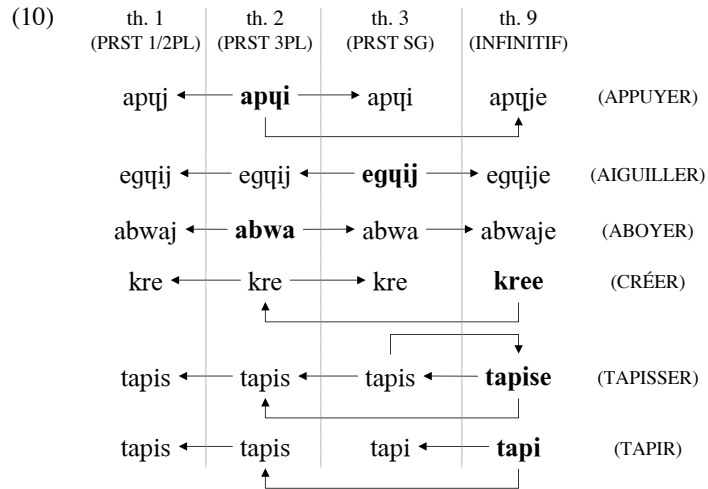 (10) th. 1 th. 2 th. 3 th. 9
(PRST 1/2PL) (PRST 3PL) (PRST SG) (INFINITIF)
apɥj apɥi apɥi apɥje (APPUYER)
egɥij egɥij egɥij egɥije (AIGUILLER)
abwaj abwa abwa abwaje (ABOYER)
kre kre kre kree (CRÉER)
tapis tapis tapis tapise (TAPISSER)
tapis tapis tapi tapi (TAPIR)